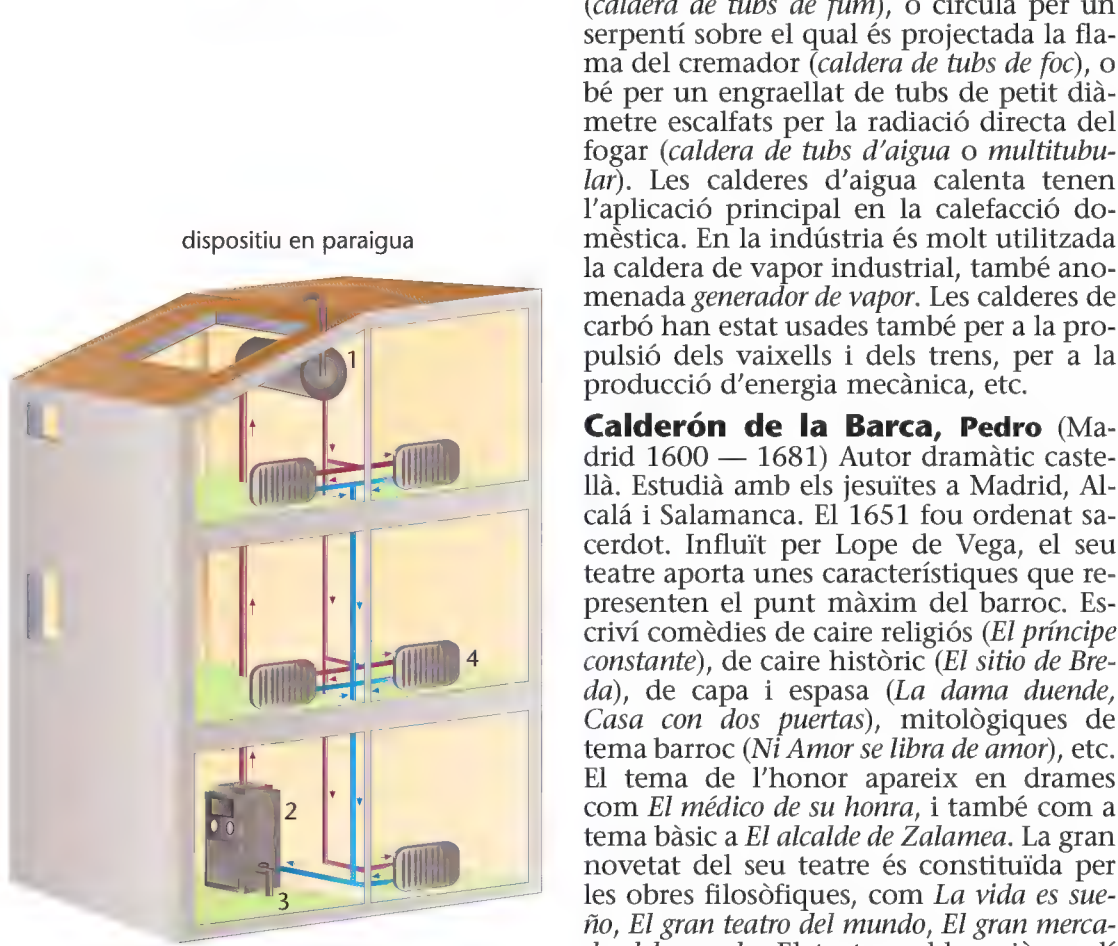 dispositiu en paraigua
1
4
2
3
(caldera de tubs de fum), o circula per un
serpentí sobre el qual és projectada la fla-
ma del cremador (caldera de tubs de foc), o
bé per un engraellat de tubs de petit dià-
metre escalfats per la radiació directa del
fogar (caldera de tubs d'aigua o multitubu-
lar). Les calderes d'aigua calenta tenen
l'aplicació principal en la calefacció do-
mèstica. En la indústria és molt utilitzada
la caldera de vapor industrial, també ano-
menada generador de vapor. Les calderes de
carbó han estat usades també per a la pro-
pulsió dels vaixells i dels trens, per a la
producció d'energia mecànica, etc.
Calderón de la Barca, Pedro (Ma-
drid 1600 — 1681) Autor dramàtic caste-
llà. Estudià amb els jesuïtes a Madrid, Al-
calá i Salamanca. El 1651 fou ordenat sa-
cerdot. Influït per Lope de Vega, el seu
teatre aporta unes característiques que re-
presenten el punt màxim del barroc. Es-
criví comèdies de caire religiós (El príncipe
constante), de caire històric (El sitio de Bre-
da), de capa i espasa (La dama duende,
Casa con dos puertas), mitològiques de
tema barroc (Ni Amor se libra de amor), etc.
El tema de l'honor apareix en drames
com El médico de su honra, i també com a
tema bàsic a El alcalde de Zalamea. La gran
novetat del seu teatre és constituïda per
les obres filosòfiques, com La vida es sue-
ño, El gran teatro del mundo, El gran merca-